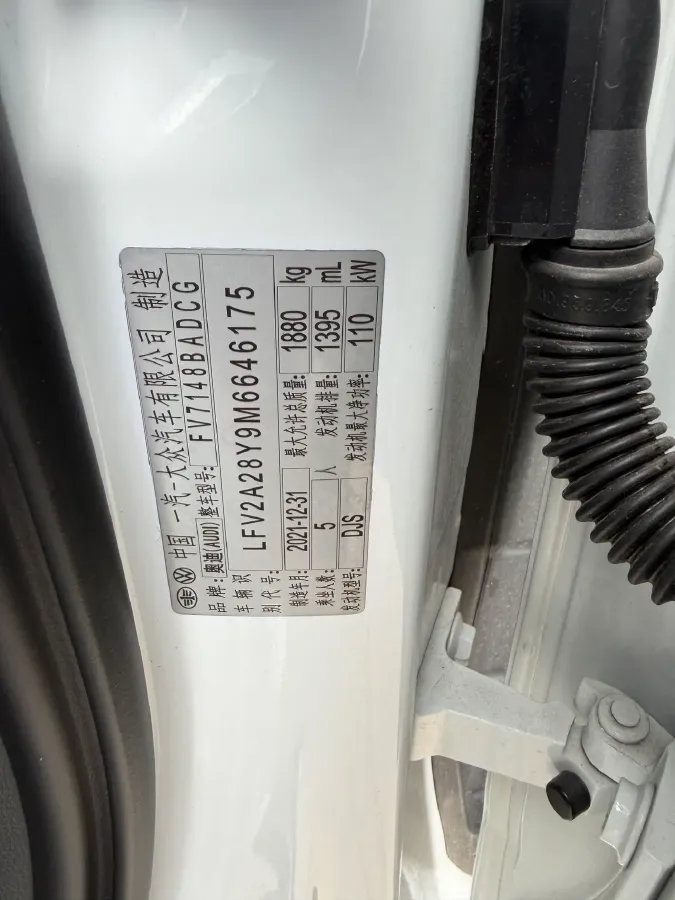 中国一汽-大众汽车有限公司 制造
品牌: 奥迪(AUDI) 整车型号: FV7148BADCG
车辆识别代号: LFV2A28Y9M6646175
制造年月: 2021-12-31 最大允许总质量: 1880 kg
乘坐人数: 5 人 发动机排量: 1395 mL
发动机型号: DJS 发动机最大净功率: 110 kW